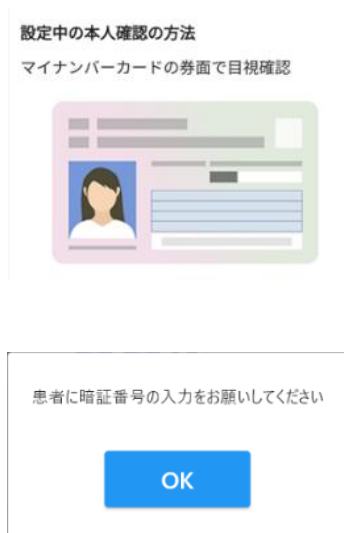 設定中の本人確認の方法
マイナンバーカードの券面で目視確認
患者に暗証番号の入力をお願いしてください
OK